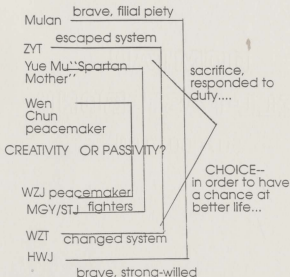 Mulan brave, filial piety
ZYT escaped system
Yue Mu``Spartan
Mother''
sacrifice,
responded to
duty....
Wen
Chun
peacemaker
CREATIVITY OR PASSIVITY?
CHOICE--
in order to have
a chance at
better life...
WZJ peacemaker
MGY/STJ fighters
WZT changed system
HWJ
brave, strong-willed